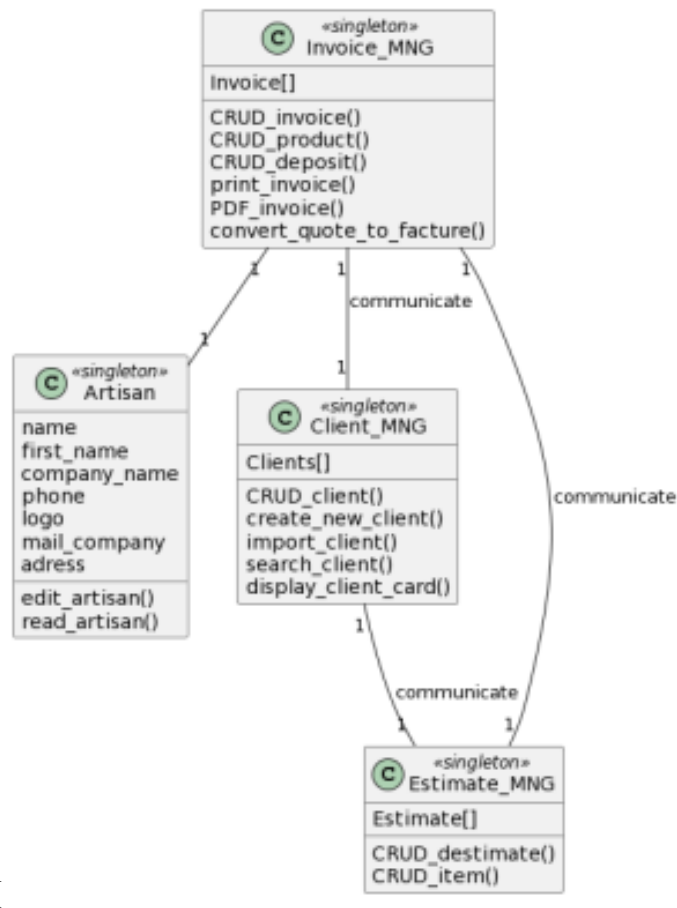 «singleton»
C
Invoice_MNG
Invoice[]
CRUD_invoice()
CRUD_product()
CRUD_deposit()
print_invoice()
PDF_invoice()
convert_quote_to_facture()
1
1
1
communicate
1
1
«singleton»
C
Artisan
name
first_name
company_name
phone
logo
mail_company
adress
edit_artisan()
read_artisan()
«singleton»
C
Client_MNG
Clients[]
CRUD_client()
create_new_client()
import_client()
search_client()
display_client_card()
communicate
1
communicate
1
1
«singleton»
C
Estimate_MNG
Estimate[]
CRUD_destimate()
CRUD_item()